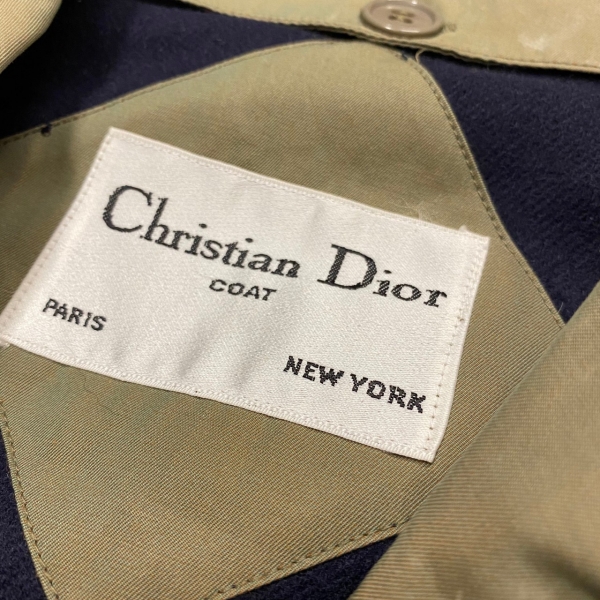 Christian Dior
COAT
PARIS
NEW YORK